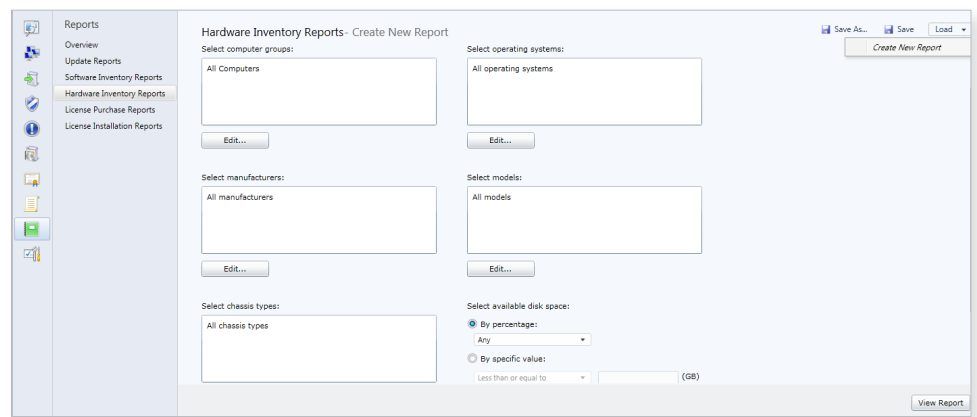 Reports
Overview
Update Reports
Software Inventory Reports
Hardware Inventory Reports
License Purchase Reports
License Installation Reports
Hardware Inventory Reports- Create New Report
Save As...
Save
Load
Create New Report
Select computer groups:
All Computers
Edit...
Select operating systems:
All operating systems
Edit...
Select manufacturers:
All manufacturers
Edit...
Select models:
All models
Edit...
Select chassis types:
All chassis types
Select available disk space:
By percentage:
Any
By specific value:
Less than or equal to
(GB)
View Report